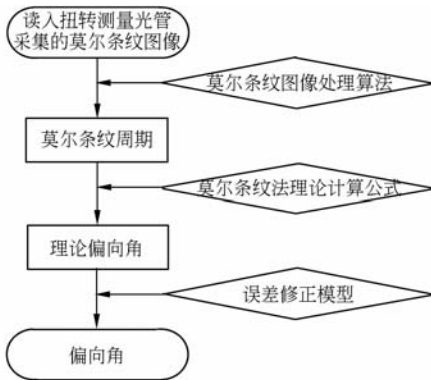 读入扭转测量光管
采集的莫尔条纹图像
莫尔条纹图像处理算法
莫尔条纹周期
莫尔条纹法理论计算公式
理论偏向角
误差修正模型
偏向角